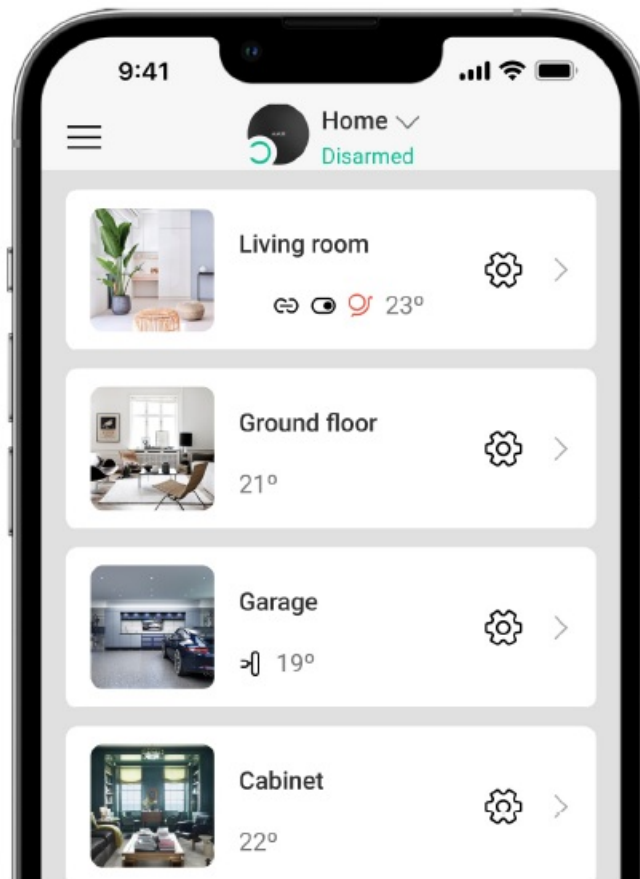 9:41
Home
Disarmed
Living room
23°
Ground floor
21°
Garage
19°
Cabinet
22°